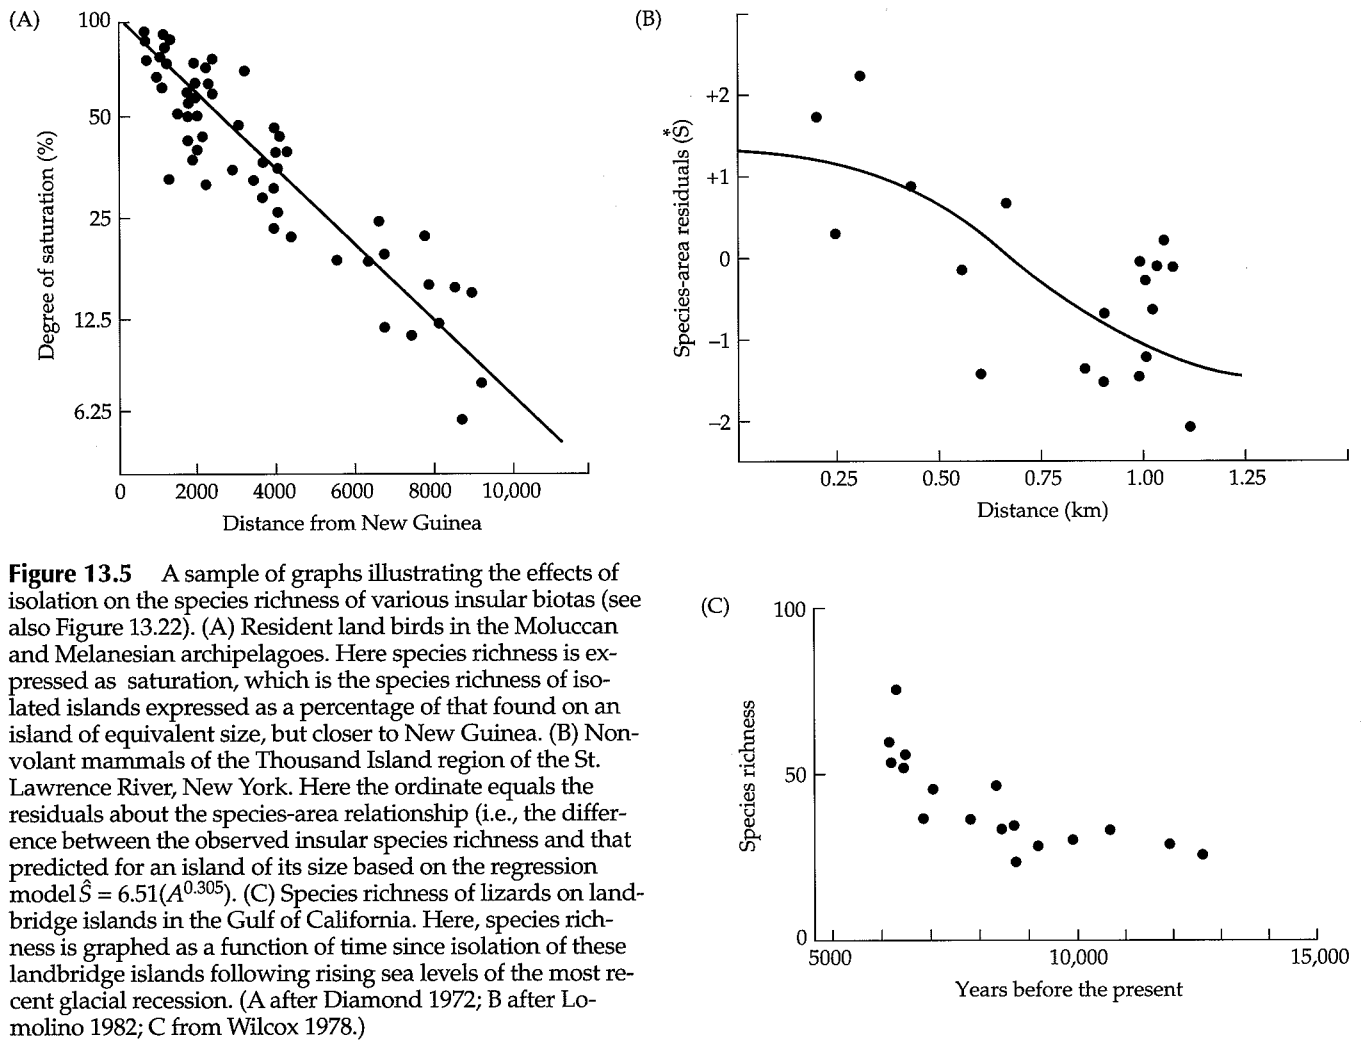 (A)
100
50
25
12.5
6.25
Degree of saturation (%)
0 2000 4000 6000 8000 10,000
Distance from New Guinea
(B)
+2
+1
0
–1
–2
Species-area residuals (S*)
0.25 0.50 0.75 1.00 1.25
Distance (km)
Figure 13.5 A sample of graphs illustrating the effects of
isolation on the species richness of various insular biotas (see
also Figure 13.22). (A) Resident land birds in the Moluccan
and Melanesian archipelagoes. Here species richness is ex-
pressed as saturation, which is the species richness of iso-
lated islands expressed as a percentage of that found on an
island of equivalent size, but closer to New Guinea. (B) Non-
volant mammals of the Thousand Island region of the St.
Lawrence River, New York. Here the ordinate equals the
residuals about the species-area relationship (i.e., the differ-
ence between the observed insular species richness and that
predicted for an island of its size based on the regression
model Ŝ = 6.51(A^0.305). (C) Species richness of lizards on land-
bridge islands in the Gulf of California. Here, species rich-
ness is graphed as a function of time since isolation of these
landbridge islands following rising sea levels of the most re-
cent glacial recession. (A after Diamond 1972; B after Lo-
molino 1982; C from Wilcox 1978.)
(C)
100
50
0
Species richness
5000 10,000 15,000
Years before the present